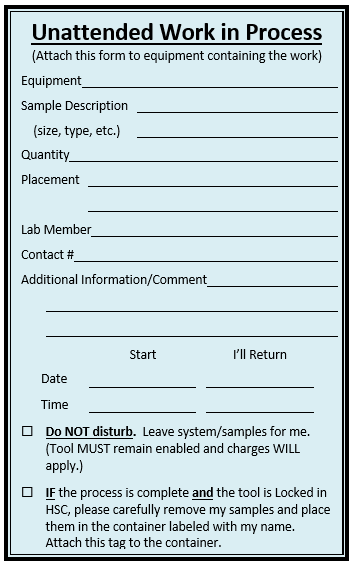 Unattended Work in Process
(Attach this form to equipment containing the work)
Equipment
Sample Description
(size, type, etc.)
Quantity
Placement
Lab Member
Contact #
Additional Information/Comment
Start I'll Return
Date
Time
☐ Do NOT disturb. Leave system/samples for me.
(Tool MUST remain enabled and charges WILL
apply.)
☐ IF the process is complete and the tool is Locked in
HSC, please carefully remove my samples and place
them in the container labeled with my name.
Attach this tag to the container.